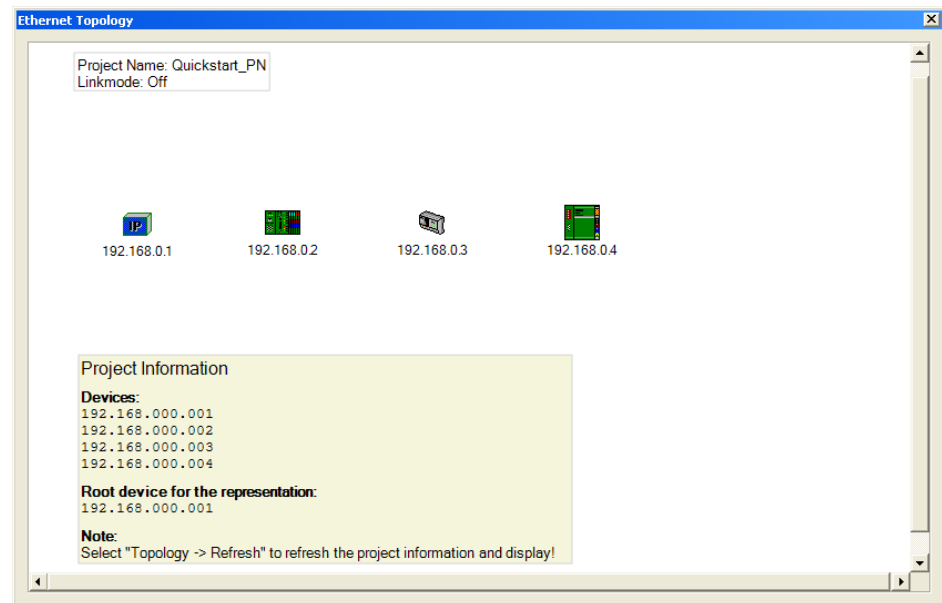 Ethernet Topology
Project Name: Quickstart_PN
Linkmode: Off
IP
192.168.0.1
192.168.0.2
192.168.0.3
192.168.0.4
Project Information
Devices:
192.168.000.001
192.168.000.002
192.168.000.003
192.168.000.004
Root device for the representation:
192.168.000.001
Note:
Select "Topology -> Refresh" to refresh the project information and display!